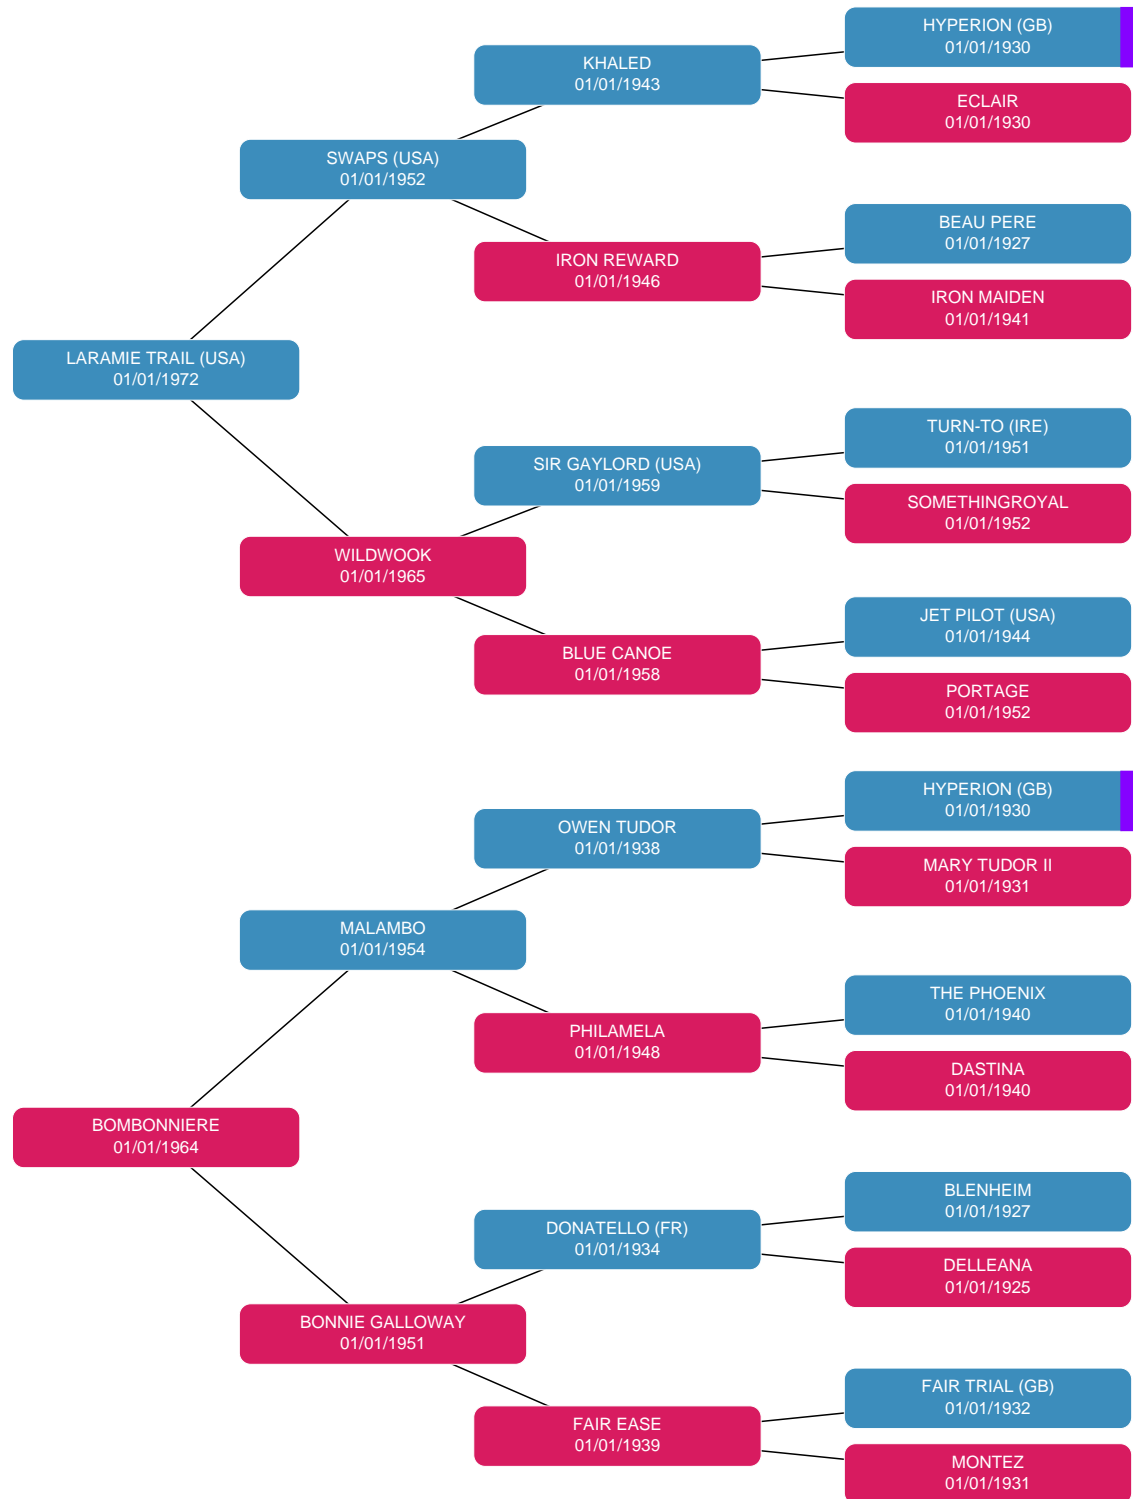 HYPERION (GB)
01/01/1930
KHALED
01/01/1943
ECLAIR
01/01/1930
SWAPS (USA)
01/01/1952
BEAU PERE
01/01/1927
IRON REWARD
01/01/1946
IRON MAIDEN
01/01/1941
LARAMIE TRAIL (USA)
01/01/1972
TURN-TO (IRE)
01/01/1951
SIR GAYLORD (USA)
01/01/1959
SOMETHINGROYAL
01/01/1952
WILDWOOK
01/01/1965
JET PILOT (USA)
01/01/1944
BLUE CANOE
01/01/1958
PORTAGE
01/01/1952
HYPERION (GB)
01/01/1930
OWEN TUDOR
01/01/1938
MARY TUDOR II
01/01/1931
MALAMBO
01/01/1954
THE PHOENIX
01/01/1940
PHILAMELA
01/01/1948
DASTINA
01/01/1940
BOMBONNIERE
01/01/1964
BLENHEIM
01/01/1927
DONATELLO (FR)
01/01/1934
DELLEANA
01/01/1925
BONNIE GALLOWAY
01/01/1951
FAIR TRIAL (GB)
01/01/1932
FAIR EASE
01/01/1939
MONTEZ
01/01/1931